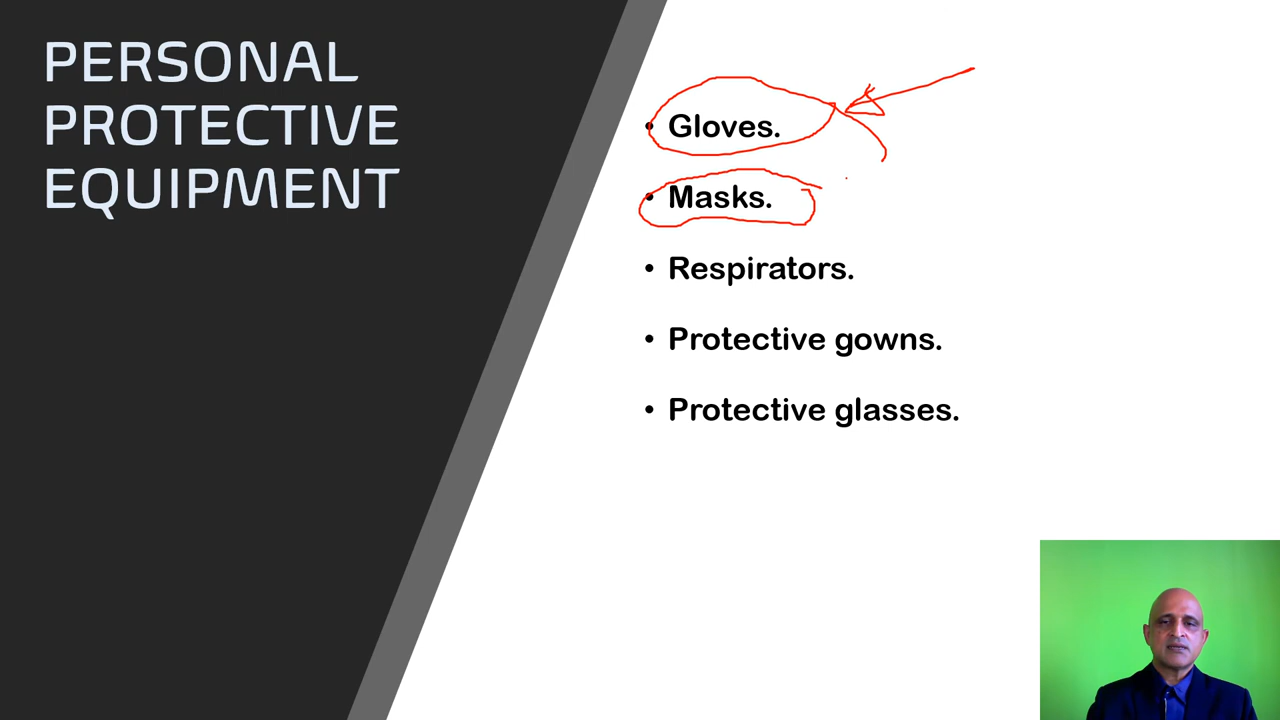 PERSONAL
PROTECTIVE
EQUIPMENT
• Gloves.
• Masks.
• Respirators.
• Protective gowns.
• Protective glasses.